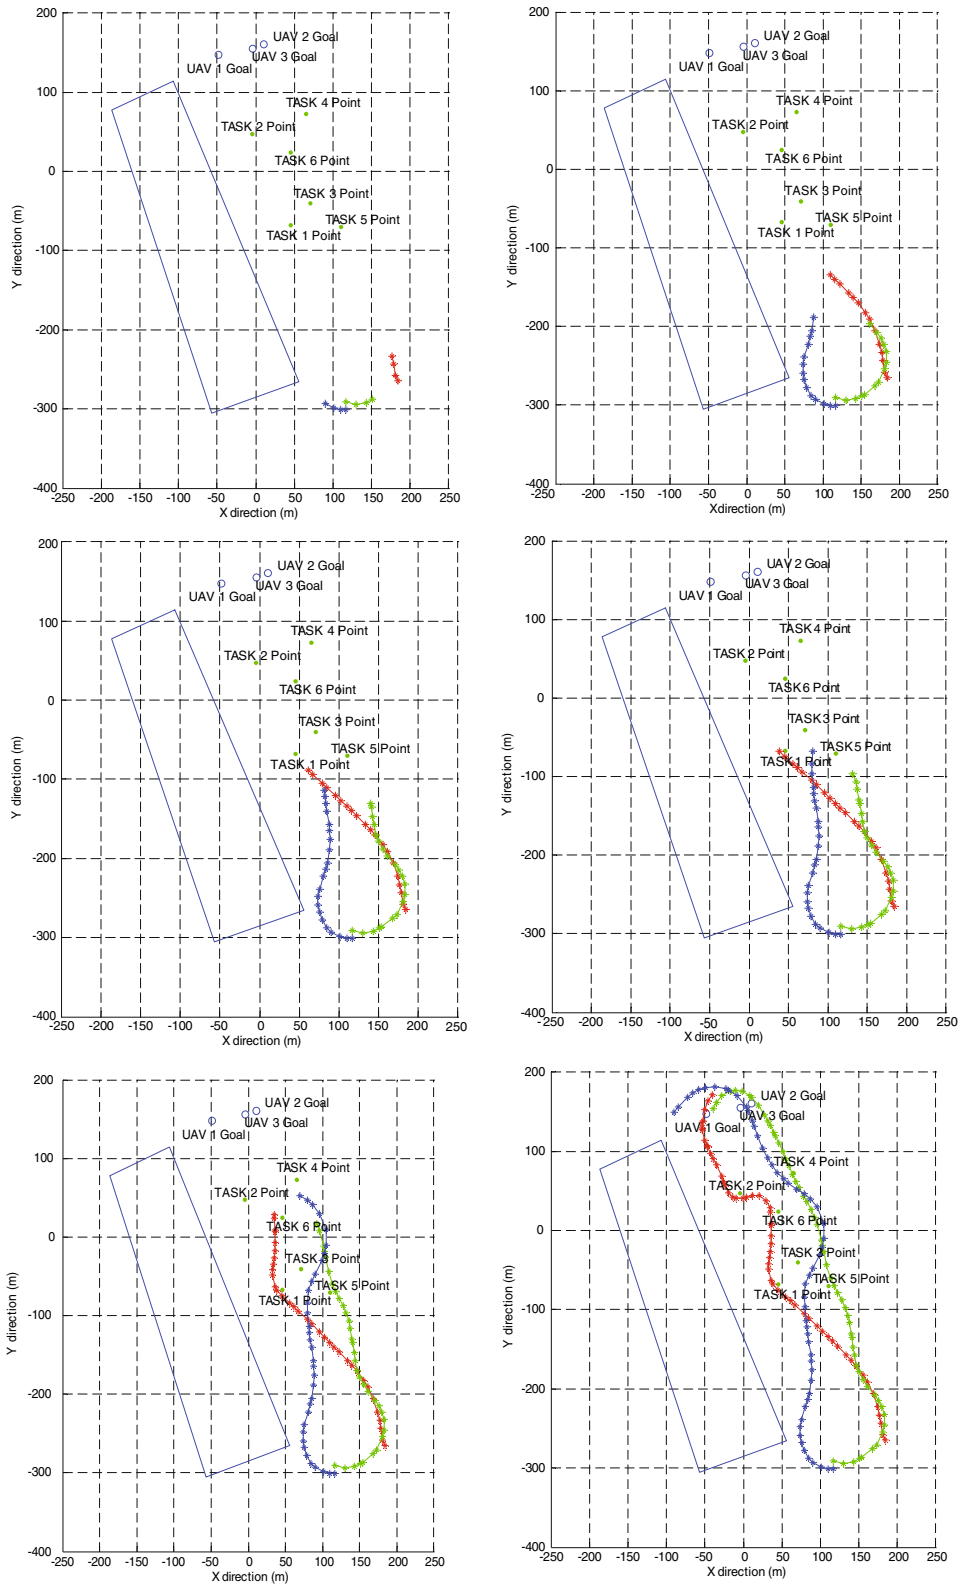 200
UAV 2 Goal
UAV 3 Goal
UAV 1 Goal
100
TASK 4 Point
TASK 2 Point
TASK 6 Point
0
TASK 3 Point
TASK 5 Point
TASK 1 Point
-100
-200
-300
-400
-250 -200 -150 -100 -50 0 50 100 150 200 250
X direction (m)
Y direction (m)
200
UAV 2 Goal
UAV 3 Goal
UAV 1 Goal
100
TASK 4 Point
TASK 2 Point
TASK 6 Point
0
TASK 3 Point
TASK 5 Point
TASK 1 Point
-100
-200
-300
-400
-250 -200 -150 -100 -50 0 50 100 150 200 250
Xdirection (m)
Y direction (m)
200
UAV 2 Goal
UAV 3 Goal
UAV 1 Goal
100
TASK 4 Point
TASK 2 Point
TASK 6 Point
0
TASK 3 Point
TASK 5 Point
TASK 1 Point
-100
-200
-300
-400
-250 -200 -150 -100 -50 0 50 100 150 200 250
X direction (m)
Y direction (m)
200
UAV 2 Goal
UAV 3 Goal
UAV 1 Goal
100
TASK 4 Point
TASK 2 Point
TASK 6 Point
0
TASK 3 Point
TASK 5 Point
TASK 1 Point
-100
-200
-300
-400
-250 -200 -150 -100 -50 0 50 100 150 200 250
X direction (m)
Y direction (m)
200
UAV 2 Goal
UAV 3 Goal
UAV 1 Goal
100
TASK 4 Point
TASK 2 Point
TASK 6 Point
0
TASK 3 Point
TASK 5 Point
TASK 1 Point
-100
-200
-300
-400
-250 -200 -150 -100 -50 0 50 100 150 200 250
X direction (m)
Y direction (m)
200
UAV 2 Goal
UAV 3 Goal
UAV 1 Goal
100
TASK 4 Point
TASK 2 Point
TASK 6 Point
0
TASK 3 Point
TASK 5 Point
TASK 1 Point
-100
-200
-300
-400
-250 -200 -150 -100 -50 0 50 100 150 200 250
X direction (m)
Y direction (m)